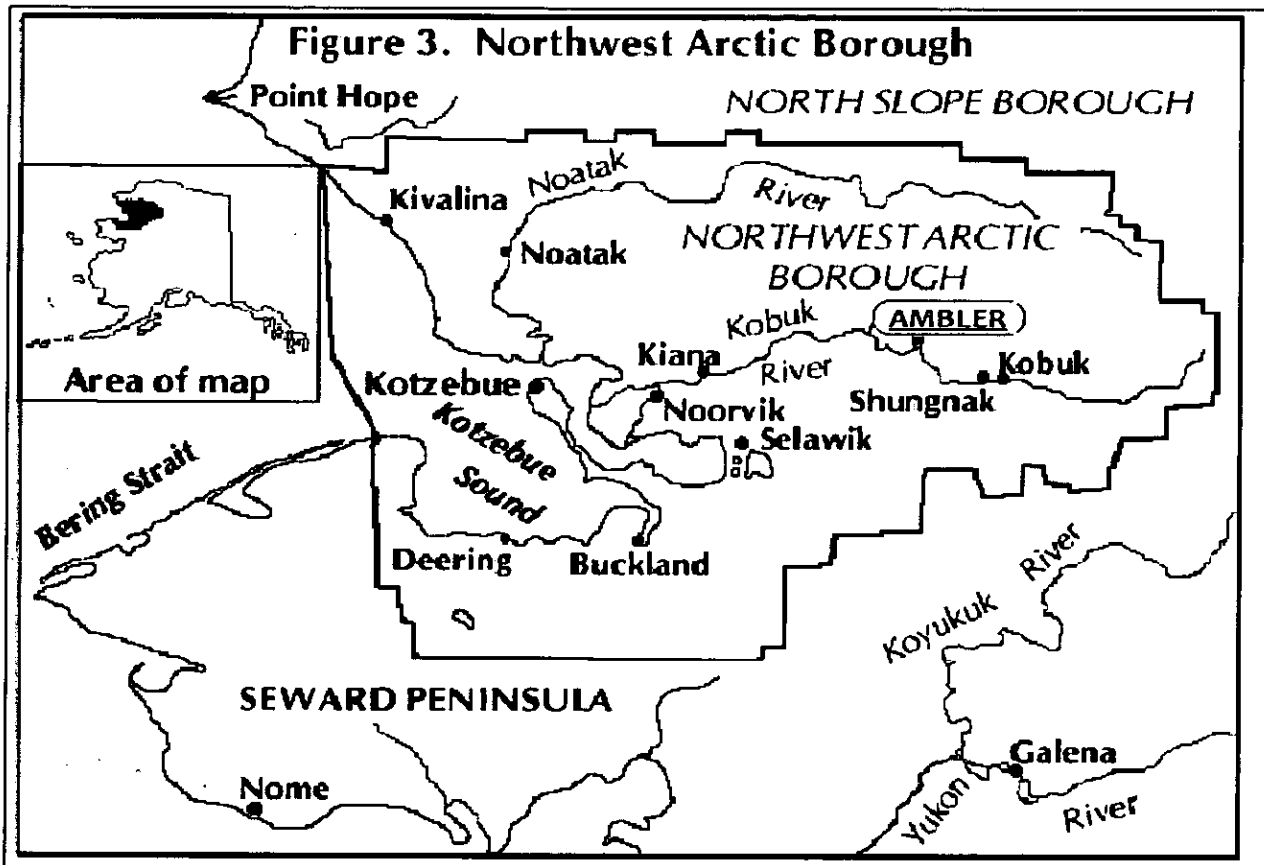 Figure 3. Northwest Arctic Borough
Point Hope
NORTH SLOPE BOROUGH
Kivalina
Noatak
River
Noatak
NORTHWEST ARCTIC
BOROUGH
Area of map
Kobuk
River
AMBLER
Kiana
Kotzebue
Noorvik
Shungnak
Kobuk
Selawik
Kotzebue
Sound
Bering Strait
Deering
Buckland
Koyukuk
River
SEWARD PENINSULA
Nome
Galena
Yukon
River